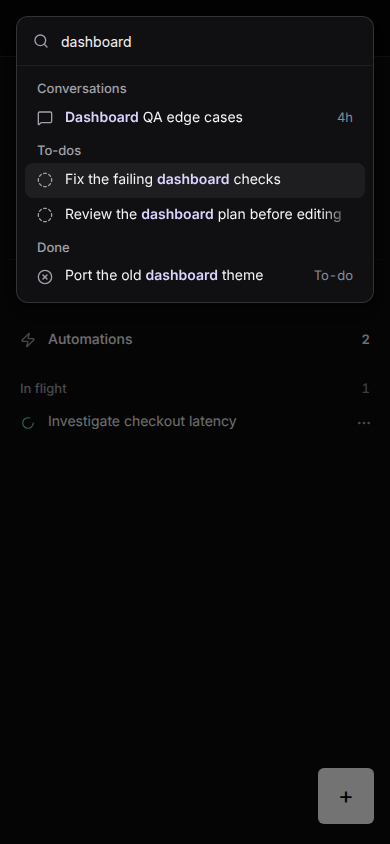 dashboard
Conversations
Dashboard QA edge cases 4h
To-dos
Fix the failing dashboard checks
Review the dashboard plan before editing
Done
Port the old dashboard theme To-do
Automations 2
In flight 1
Investigate checkout latency ...
+